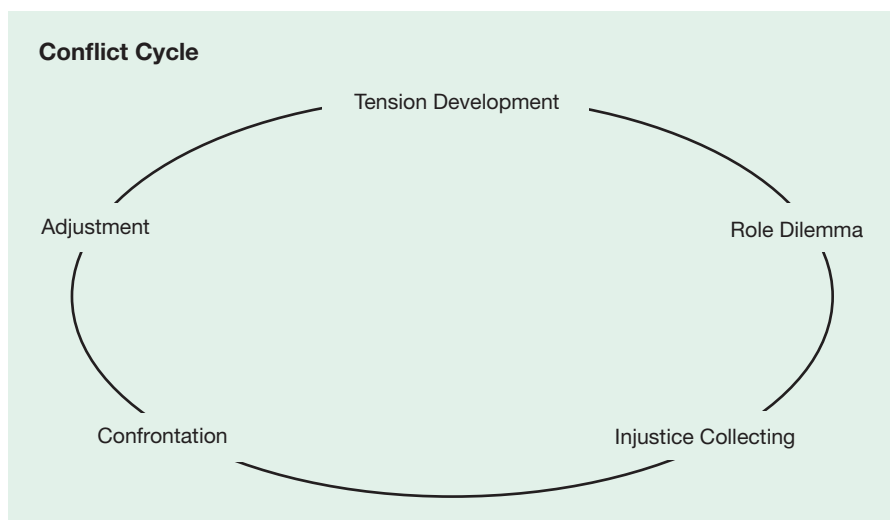 Conflict Cycle
Tension Development
Adjustment
Role Dilemma
Confrontation
Injustice Collecting